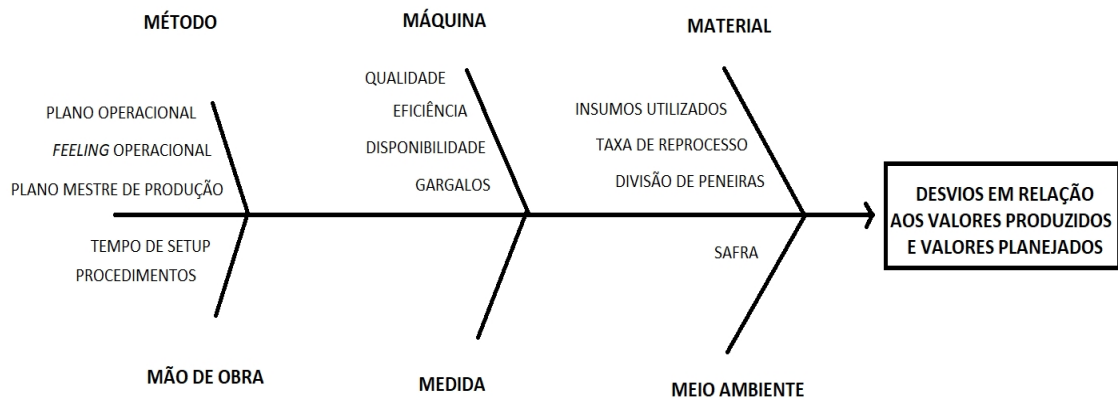 MÉTODO
MÁQUINA
MATERIAL
PLANO OPERACIONAL
FEELING OPERACIONAL
PLANO MESTRE DE PRODUÇÃO
QUALIDADE
EFICIÊNCIA
DISPONIBILIDADE
GARGALOS
INSUMOS UTILIZADOS
TAXA DE REPROCESSO
DIVISÃO DE PENEIRAS
DESVIOS EM RELAÇÃO
AOS VALORES PRODUZIDOS
E VALORES PLANEJADOS
TEMPO DE SETUP
PROCEDIMENTOS
SAFRA
MÃO DE OBRA
MEDIDA
MEIO AMBIENTE